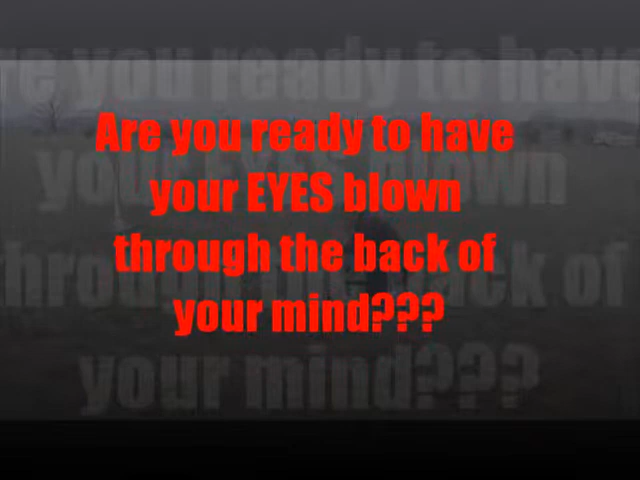 Are you ready to have
your EYES blown
through the back of
your mind???